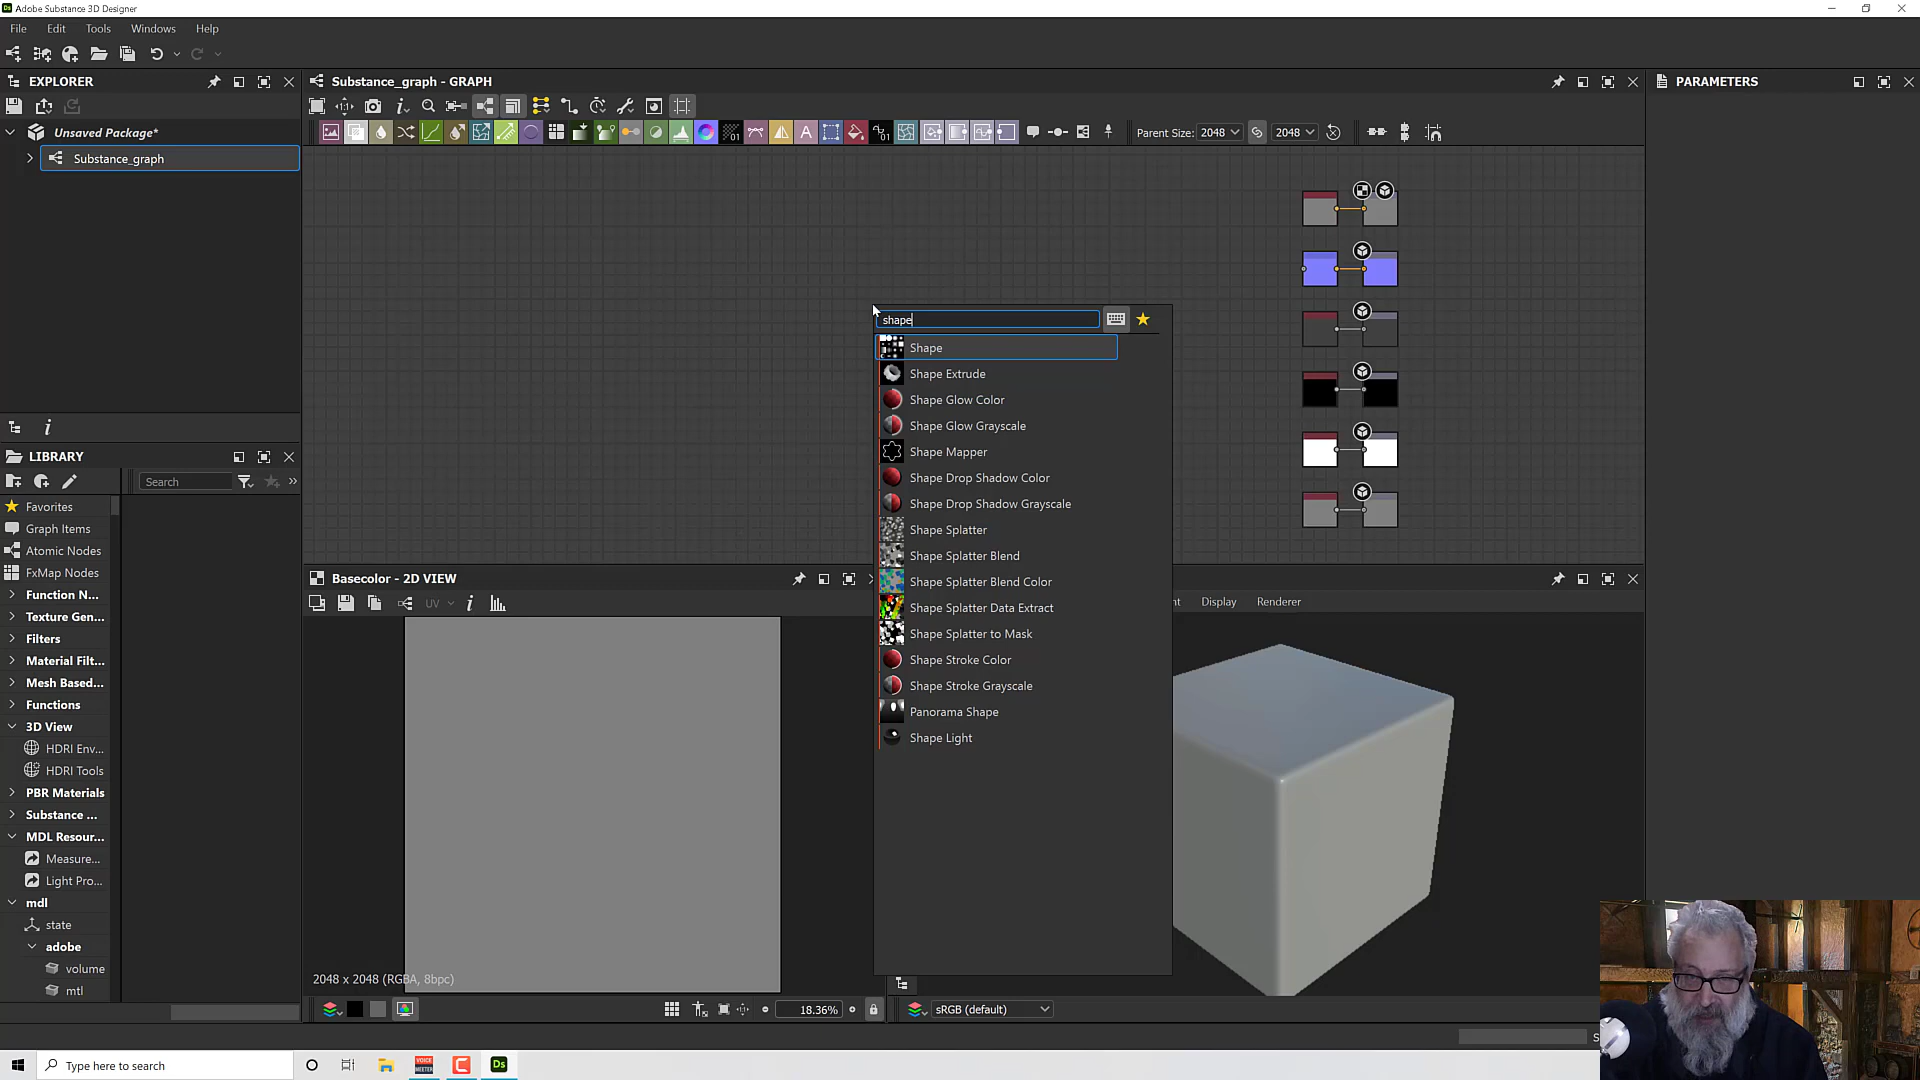 Adobe Substance 3D Designer
File Edit Tools Windows Help
EXPLORER
Unsaved Package*
Substance_graph
Substance_graph - GRAPH
Parent Size: 2048 2048
PARAMETERS
shape
Shape
Shape Extrude
Shape Glow Color
Shape Glow Grayscale
Shape Mapper
Shape Drop Shadow Color
Shape Drop Shadow Grayscale
Shape Splatter
Shape Splatter Blend
Shape Splatter Blend Color
Shape Splatter Data Extract
Shape Splatter to Mask
Shape Stroke Color
Shape Stroke Grayscale
Panorama Shape
Shape Light
LIBRARY
Search
Favorites
Graph Items
Atomic Nodes
FxMap Nodes
Function N...
Texture Gen...
Filters
Material Filt...
Mesh Based...
Functions
3D View
HDRI Env...
HDRI Tools
PBR Materials
Substance ...
MDL Resour...
Measure...
Light Pro...
mdl
state
adobe
volume
mtl
Basecolor - 2D VIEW
UV
2048 x 2048 (RGBA, 8bpc)
18.36%
nt Display Renderer
sRGB (default)
Type here to search
VOICE MEETER
Ds